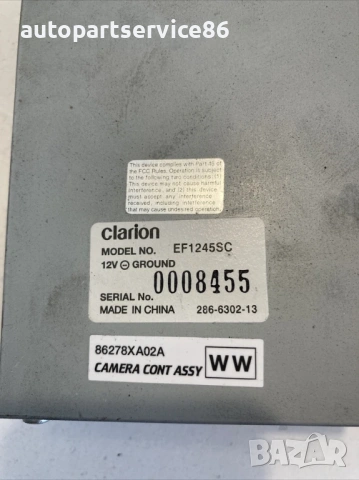 autopartservice86
This device complies with Part 15 of
the FCC Rules. Operation is subject
to the following two conditions: (1)
This device may not cause harmful
interference, and (2) this device
must accept any interference
received, including interference
that may cause undesired operation.
clarion
MODEL NO. EF1245SC
12V ⊖ GROUND
0008455
SERIAL No.
MADE IN CHINA 286-6302-13
86278XA02A
CAMERA CONT ASSY WW
BAZAR